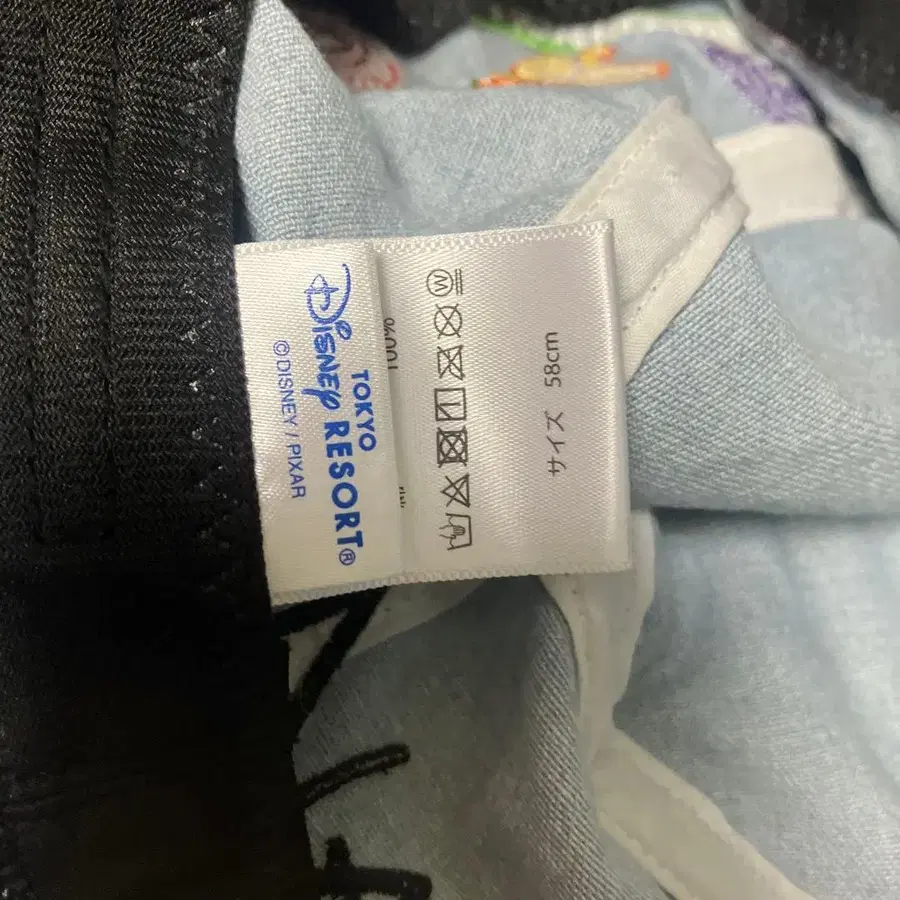 TOKYO
DISNEY RESORT®
©DISNEY / PIXAR
100%
サイズ 58cm